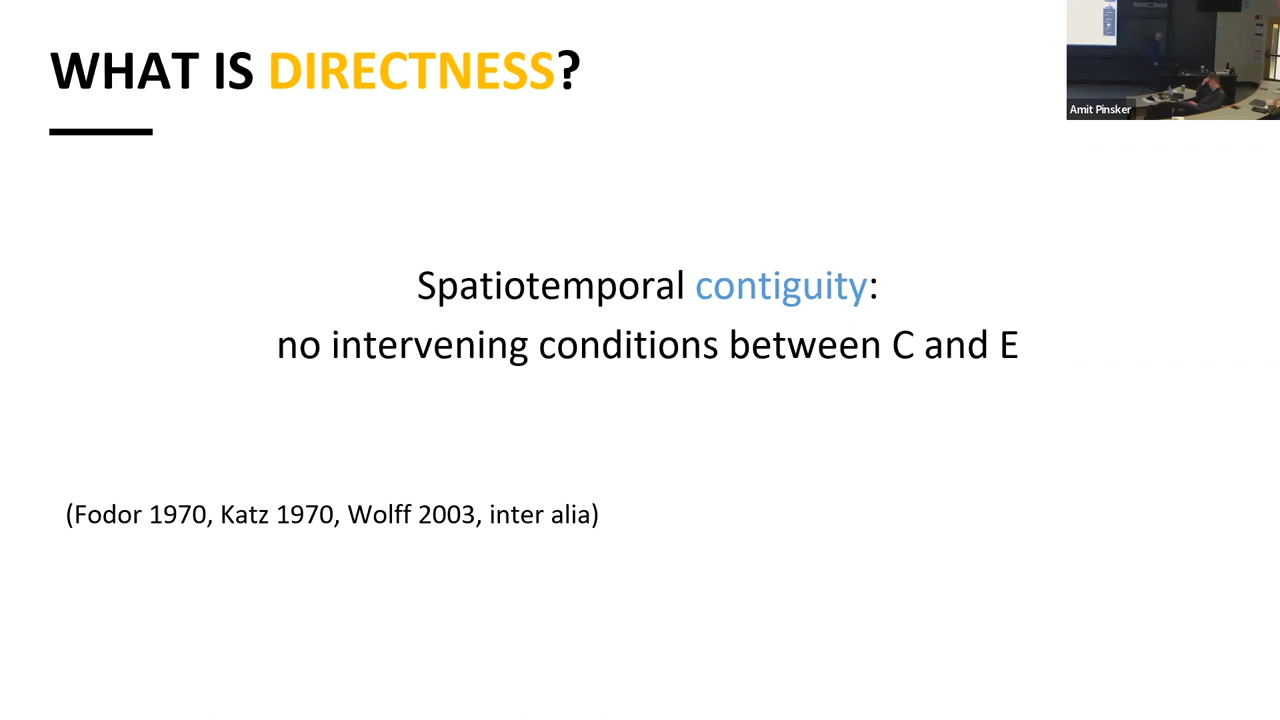 WHAT IS DIRECTNESS?
Amit Pinsker
Spatiotemporal contiguity:
no intervening conditions between C and E
(Fodor 1970, Katz 1970, Wolff 2003, inter alia)